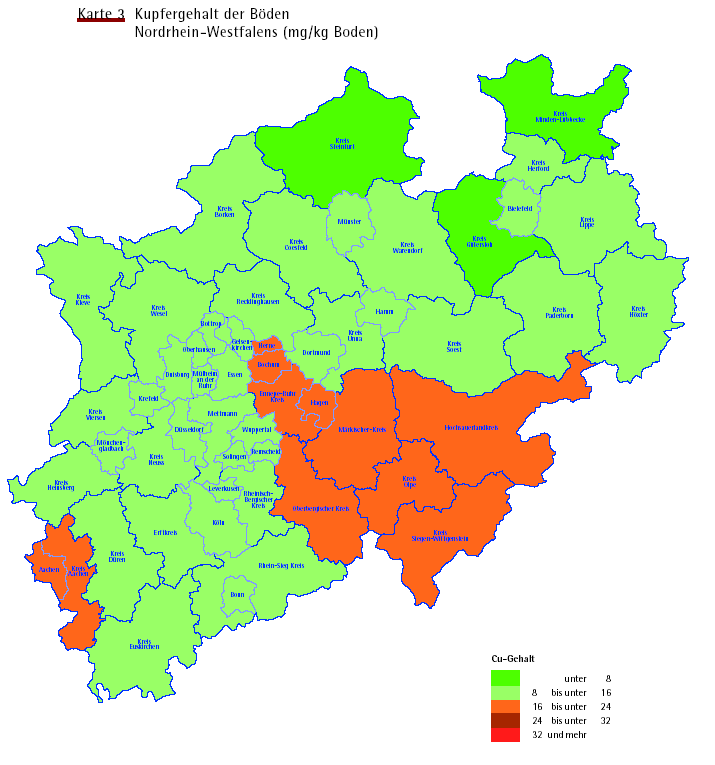 Karte 3 Kupfergehalt der Böden
Nordrhein-Westfalens (mg/kg Boden)
Kreis
Minden-Lübbecke
Kreis
Steinfurt
Kreis
Herford
Kreis
Borken
Münster
Bielefeld
Kreis
Lippe
Kreis
Coesfeld
Kreis
Warendorf
Kreis
Gütersloh
Kreis
Kleve
Kreis
Wesel
Kreis
Recklinghausen
Hamm
Kreis
Paderborn
Kreis
Höxter
Bottrop
Kreis
Unna
Kreis
Soest
Oberhausen
Gelsen-
kirchen
Herne
Dortmund
Duisburg
Mülheim
an der
Ruhr
Essen
Bochum
Krefeld
Ennepe-Ruhr
Kreis
Hagen
Kreis
Viersen
Mettmann
Düsseldorf
Wuppertal
Märkischer-Kreis
Hochsauerlandkreis
München-
gladbach
Kreis
Neuss
Solingen
Remscheid
Kreis
Heinsberg
Leverkusen
Rheinisch-
Bergischer
Kreis
Kreis
Olpe
Oberbergischer Kreis
Köln
Erftkreis
Kreis
Siegen-Wittgenstein
Kreis
Düren
Aachen
Kreis
Aachen
Rhein-Sieg Kreis
Bonn
Kreis
Euskirchen
Cu-Gehalt
unter 8
8 bis unter 16
16 bis unter 24
24 bis unter 32
32 und mehr